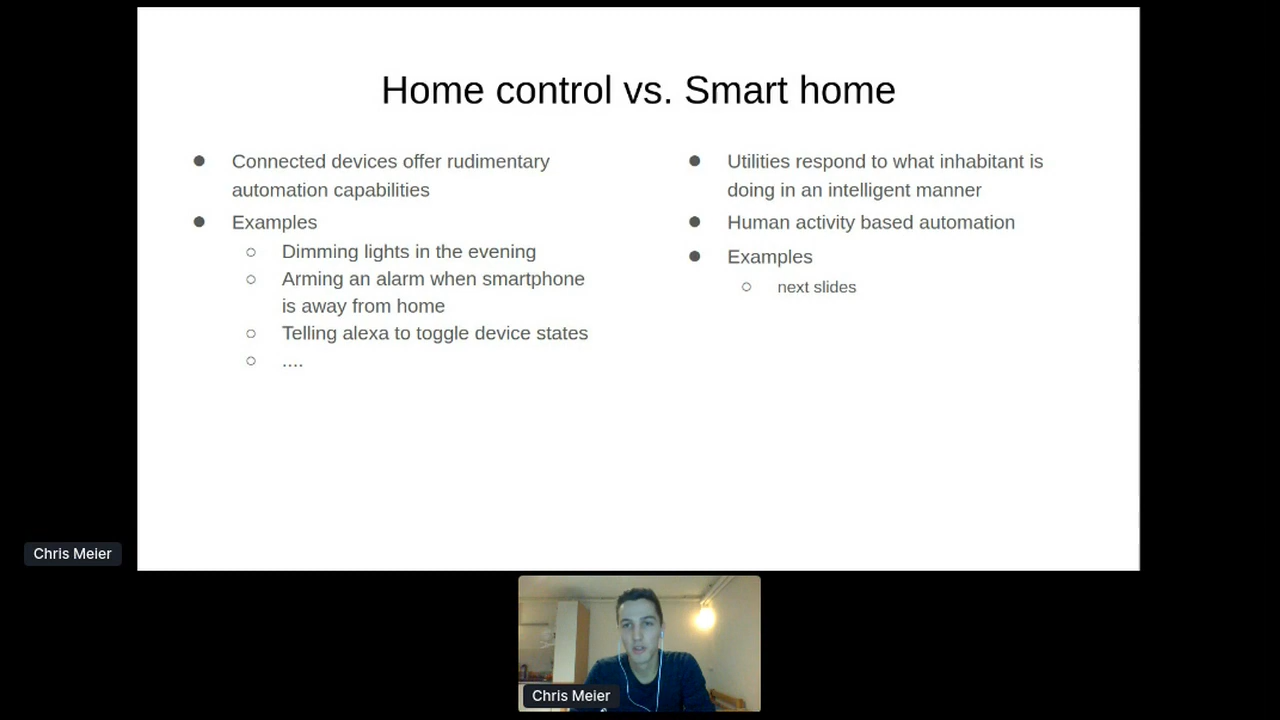 Home control vs. Smart home
Connected devices offer rudimentary
automation capabilities
Examples
Dimming lights in the evening
Arming an alarm when smartphone
is away from home
Telling alexa to toggle device states
....
Utilities respond to what inhabitant is
doing in an intelligent manner
Human activity based automation
Examples
next slides
Chris Meier
Chris Meier